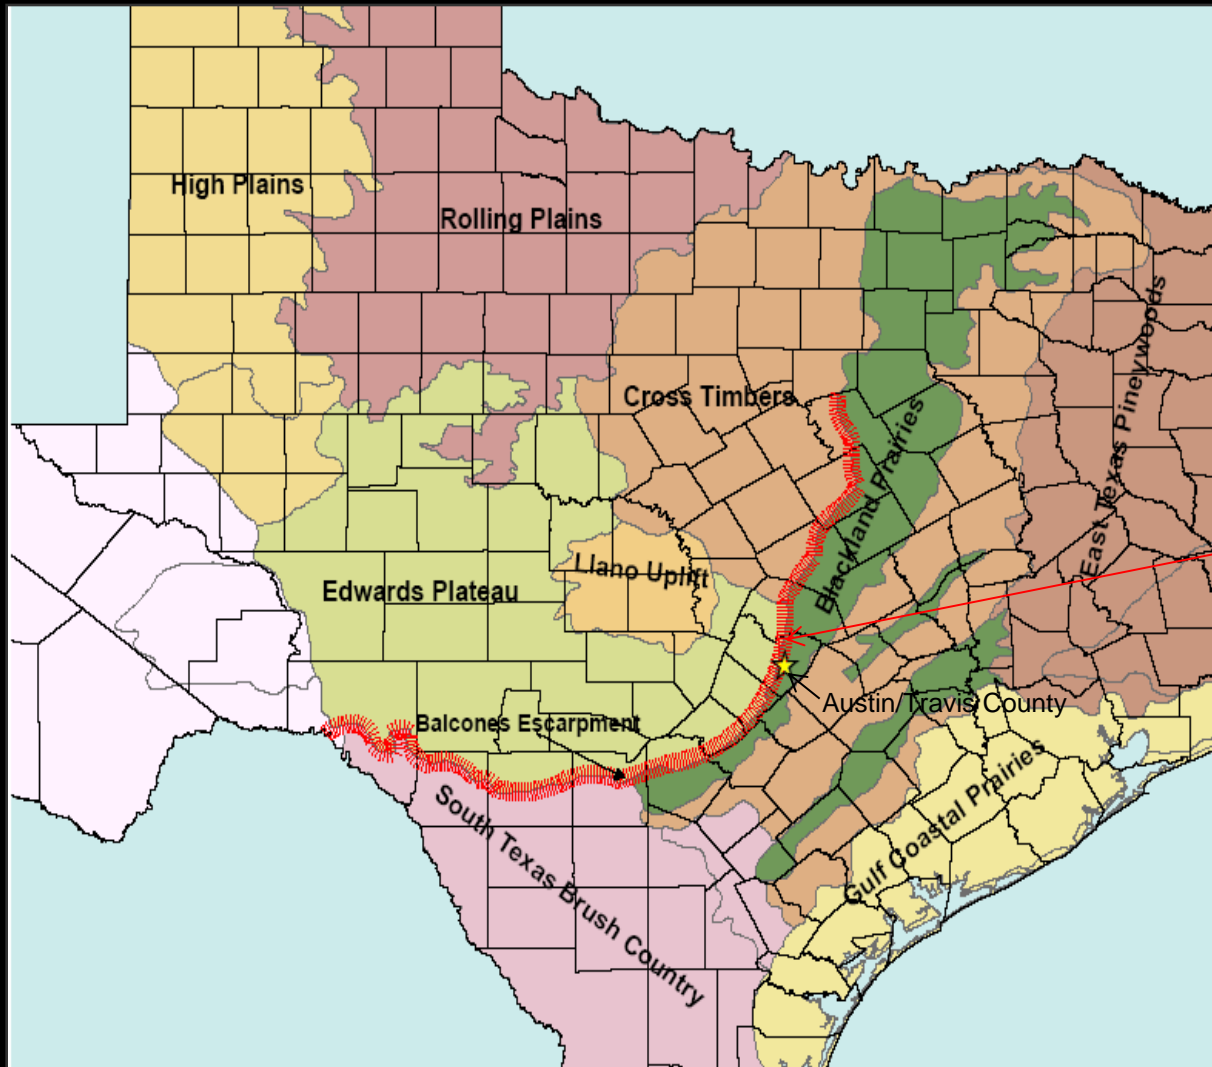 High Plains
Rolling Plains
Cross Timbers
Blackland Prairies
East Texas Pineywoods
Llano Uplift
Edwards Plateau
Austin/Travis County
Balcones Escarpment
South Texas Brush Country
Gulf Coastal Prairies